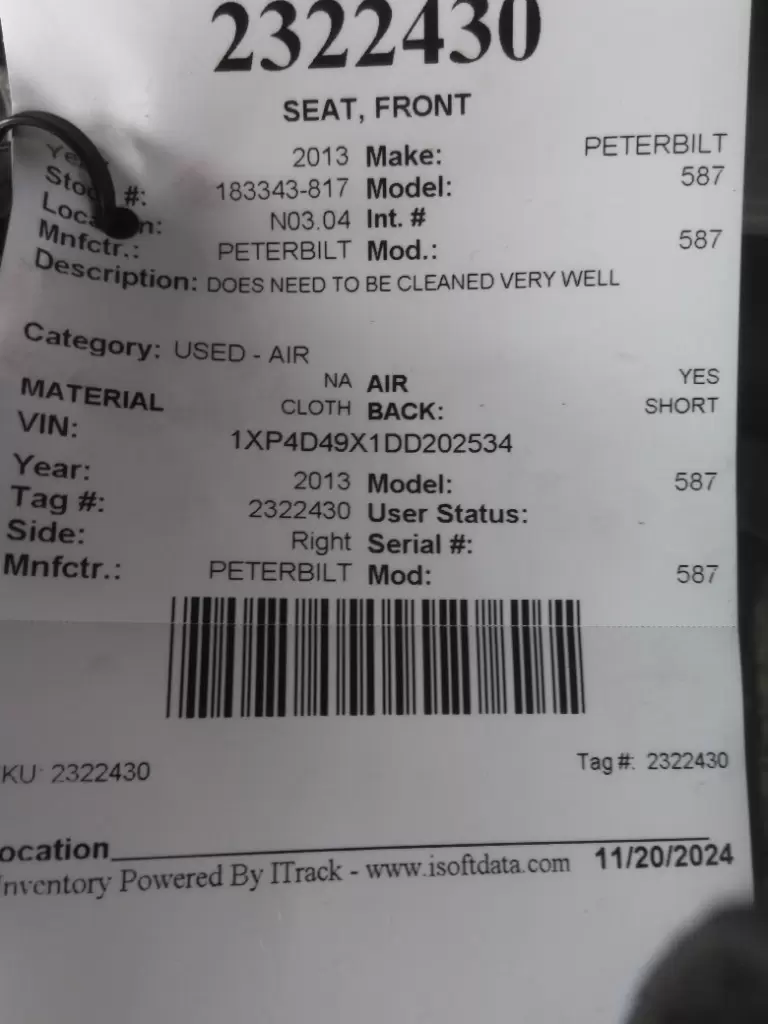 2322430
SEAT, FRONT
2013 Make: PETERBILT
#: 183343-817 Model: 587
N03.04 Int. #
Mnfctr.: PETERBILT Mod.: 587
Description: DOES NEED TO BE CLEANED VERY WELL
Category: USED - AIR
NA AIR YES
MATERIAL CLOTH BACK: SHORT
VIN: 1XP4D49X1DD202534
Year: 2013 Model: 587
Tag #: 2322430 User Status:
Side: Right Serial #:
Mnfctr.: PETERBILT Mod: 587
KU: 2322430 Tag #: 2322430
ocation
nventory Powered By ITrack - www.isoftdata.com 11/20/2024